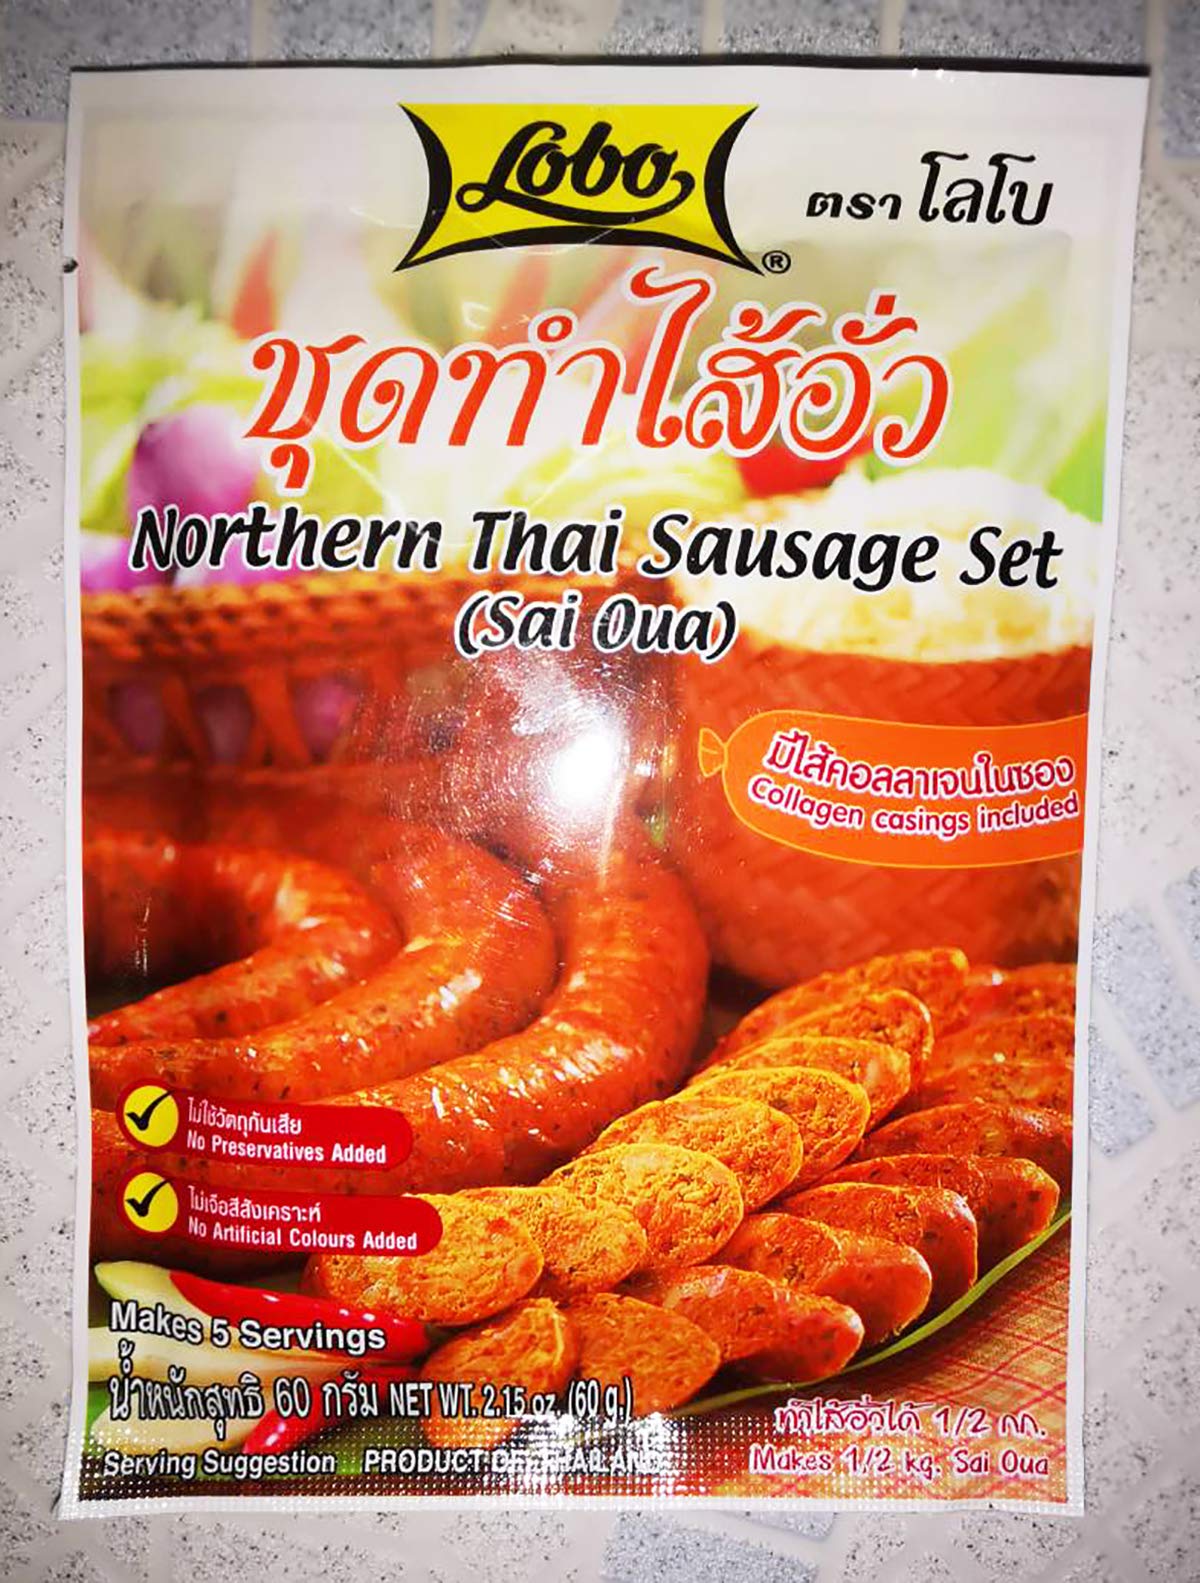 Lobo
®
ตรา โลโบ
ชุดทำไส้อั่ว
Northern Thai Sausage Set
(Sai Oua)
มีไส้คอลลาเจนในซอง
Collagen casings included
ไม่ใช้วัตถุกันเสีย
No Preservatives Added
ไม่เจือสีสังเคราะห์
No Artificial Colours Added
Makes 5 Servings
น้ำหนักสุทธิ 60 กรัม NET WT. 2.15 oz. (60 g.)
Serving Suggestion PRODUCT OF THAILAND
ทำไส้อั่วได้ 1/2 กก.
Makes 1/2 kg. Sai Oua